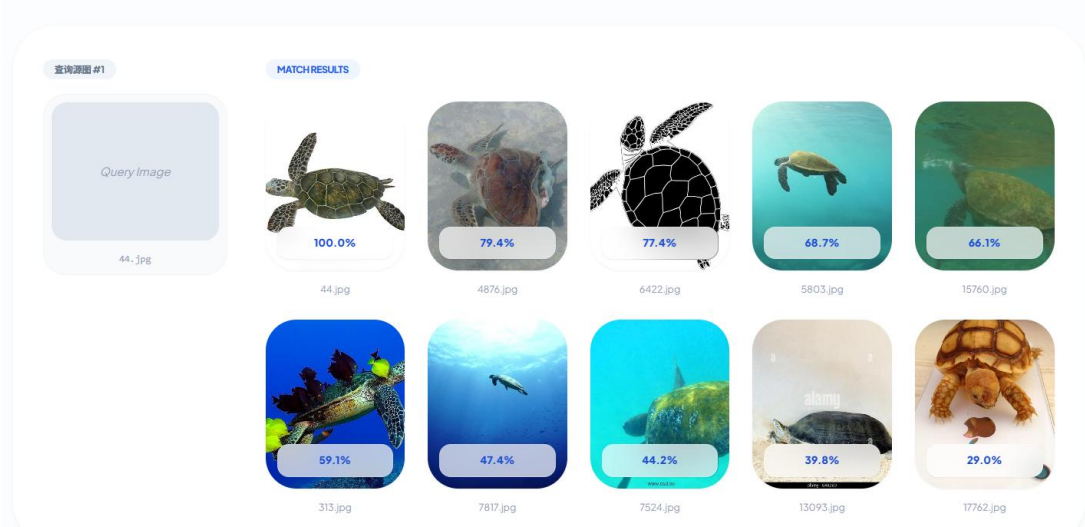 查询源图 #1
MATCH RESULTS
Query Image
44.jpg
100.0%
79.4%
77.4%
68.7%
66.1%
44.jpg
4876.jpg
6422.jpg
5803.jpg
15760.jpg
a a
alamy
a
59.1%
47.4%
44.2%
39.8%
29.0%
313.jpg
7817.jpg
7524.jpg
13093.jpg
17762.jpg